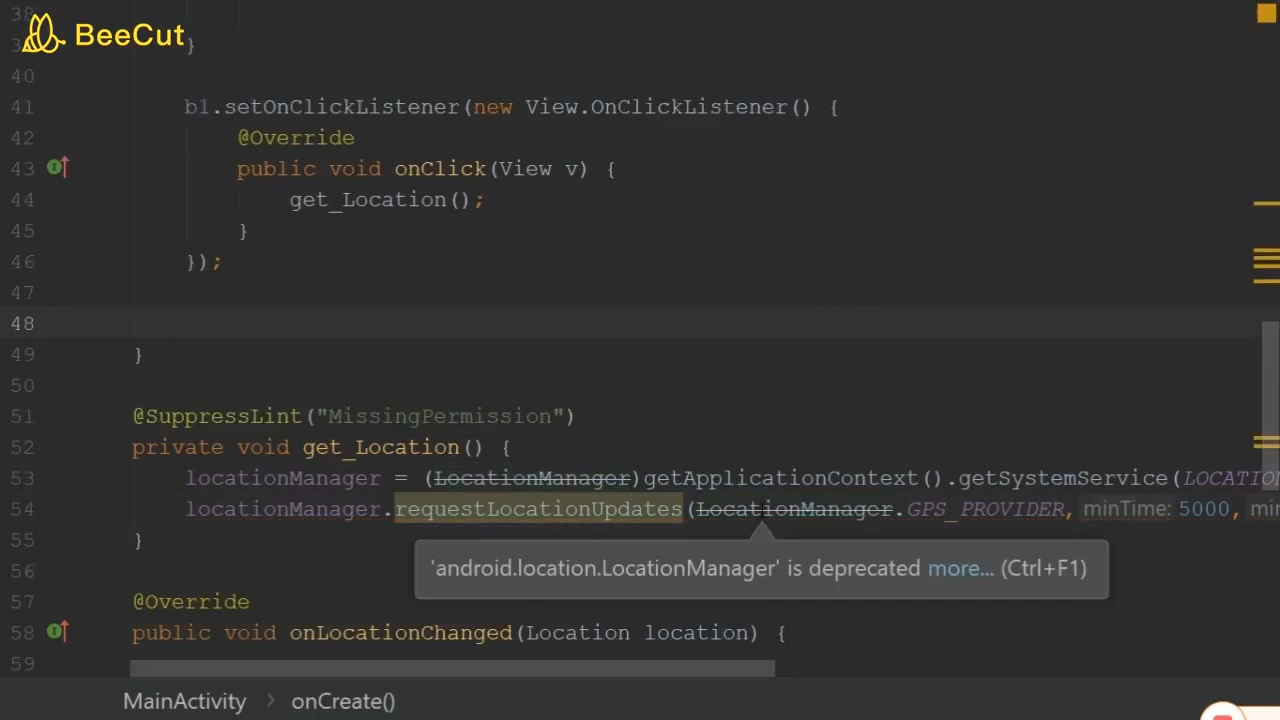 38
BeeCut
}
40
41 b1.setOnClickListener(new View.OnClickListener() {
42 @Override
43 public void onClick(View v) {
44 get_Location();
45 }
46 });
47
48
49 }
50
51 @SuppressLint("MissingPermission")
52 private void get_Location() {
53 locationManager = (LocationManager)getApplicationContext().getSystemService(LOCATIO
54 locationManager.requestLocationUpdates(LocationManager.GPS_PROVIDER, minTime: 5000,
55 }
'android.location.LocationManager' is deprecated more... (Ctrl+F1)
56
57 @Override
58 public void onLocationChanged(Location location) {
59
MainActivity > onCreate()